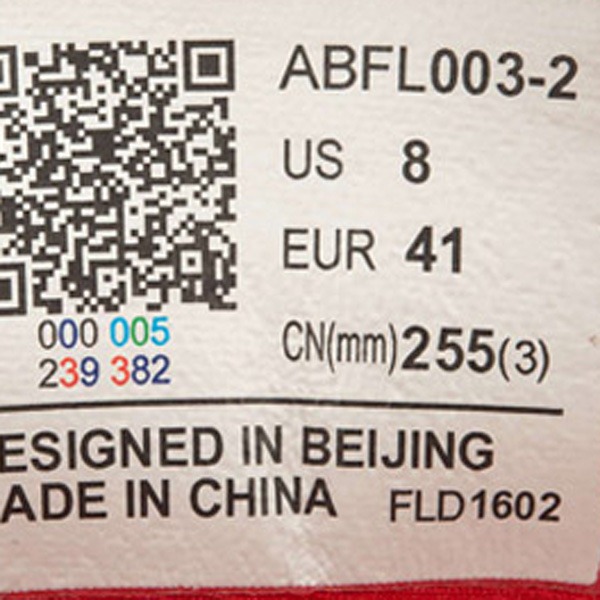 ABFL003-2
US 8
EUR 41
CN(mm)255(3)
000 005
239 382
ESIGNED IN BEIJING
ADE IN CHINA FLD1602